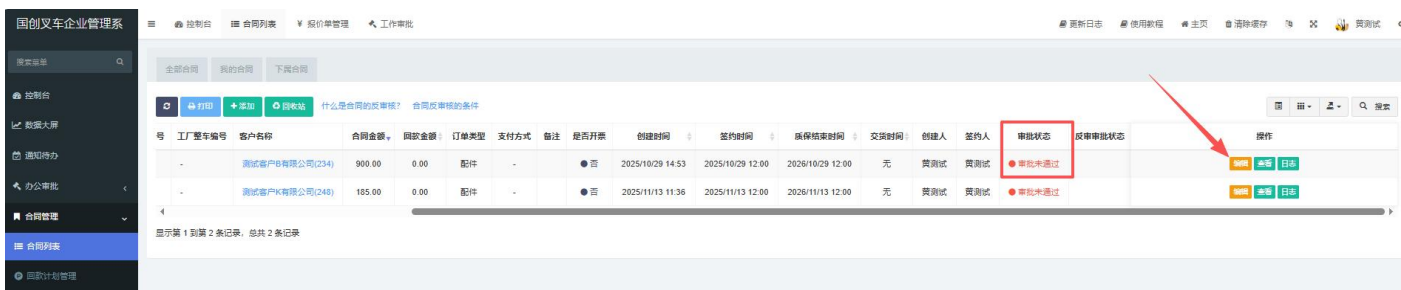 国创叉车企业管理系
控制台
合同列表
¥ 报价单管理
工作审批
更新日志
使用教程
主页
清除缓存
黄测试
搜索菜单
控制台
数据大屏
通知待办
办公审批
合同管理
合同列表
回款计划管理
全部合同 我的合同 下属合同
打印 添加 回收站 什么是合同的反审核? 合同反审核的条件
搜索
号 工厂整车编号 客户名称 合同金额 回款金额 订单类型 支付方式 备注 是否开票 创建时间 签约时间 质保结束时间 交货时间 创建人 签约人 审批状态 反审审批状态 操作
- 测试客户B有限公司(234) 900.00 0.00 配件 - 否 2025/10/29 14:53 2025/10/29 12:00 2026/10/29 12:00 无 黄测试 黄测试 审批未通过 编辑 查看 日志
- 测试客户K有限公司(248) 185.00 0.00 配件 - 否 2025/11/13 11:36 2025/11/13 12:00 2026/11/13 12:00 无 黄测试 黄测试 审批未通过 编辑 查看 日志
显示第 1 到第 2 条记录，总共 2 条记录